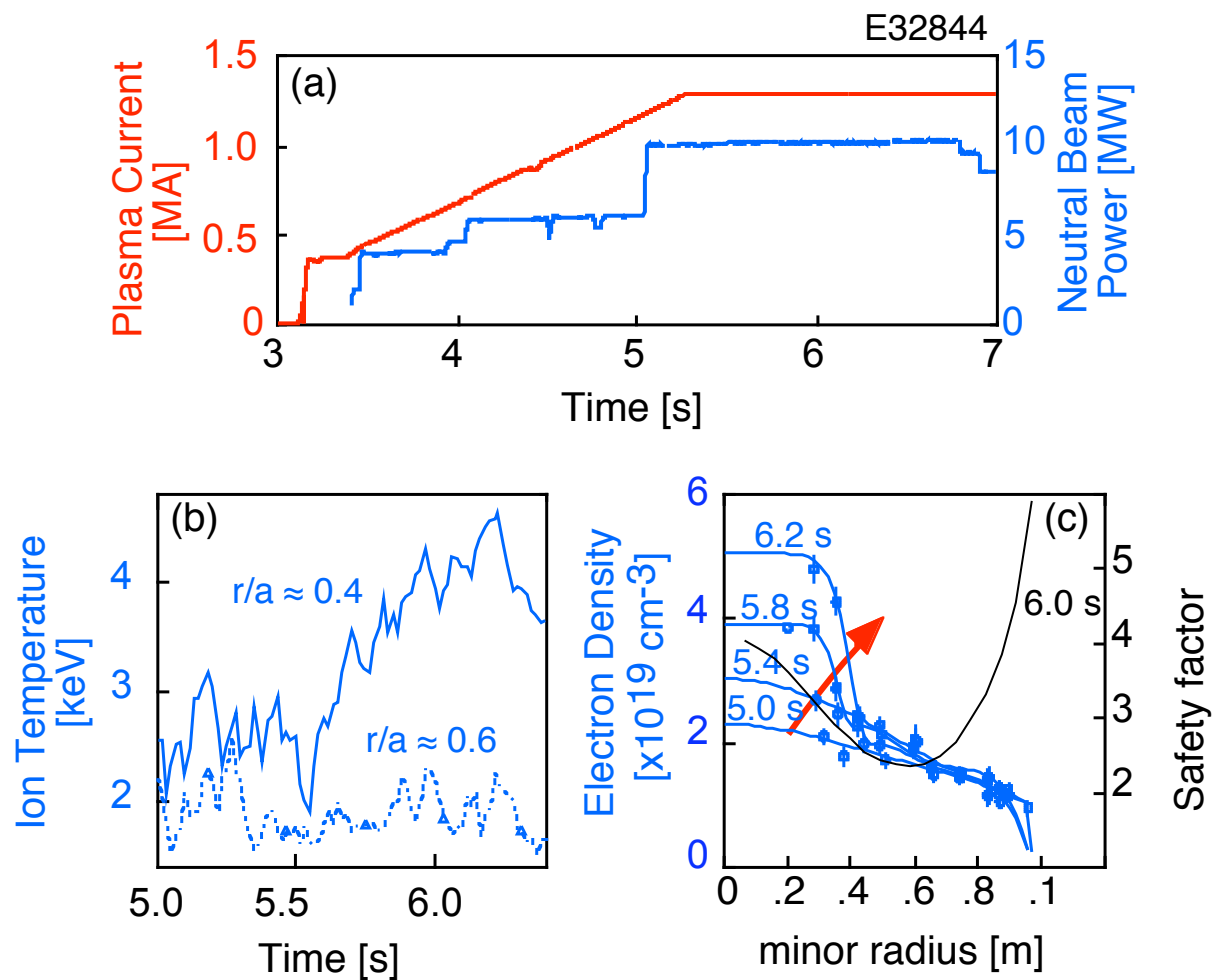 E32844
(a)
Plasma Current
[MA]
1.5
1.0
0.5
0
Neutral Beam
Power [MW]
15
10
5
0
3 4 5 6 7
Time [s]
(b)
Ion Temperature
[keV]
4
3
2
r/a ≈ 0.4
r/a ≈ 0.6
5.0 5.5 6.0
Time [s]
(c)
Electron Density
[x1019 cm-3]
6
4
2
0
6.2 s
5.8 s
5.4 s
5.0 s
6.0 s
Safety factor
5
4
3
2
0 .2 .4 .6 .8 .1
minor radius [m]